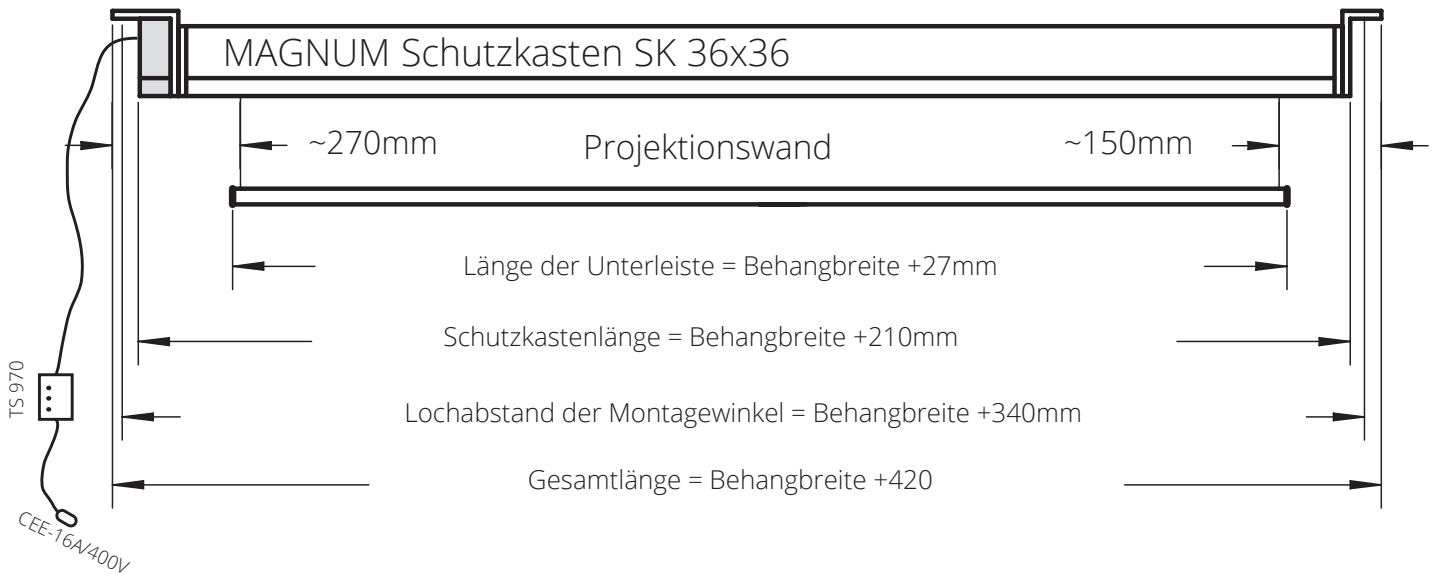 MAGNUM Schutzkasten SK 36x36
~270mm
Projektionswand
~150mm
Länge der Unterleiste = Behangbreite +27mm
Schutzkastenlänge = Behangbreite +210mm
TS 970
Lochabstand der Montagewinkel = Behangbreite +340mm
Gesamtlänge = Behangbreite +420
CEE-16A/400V